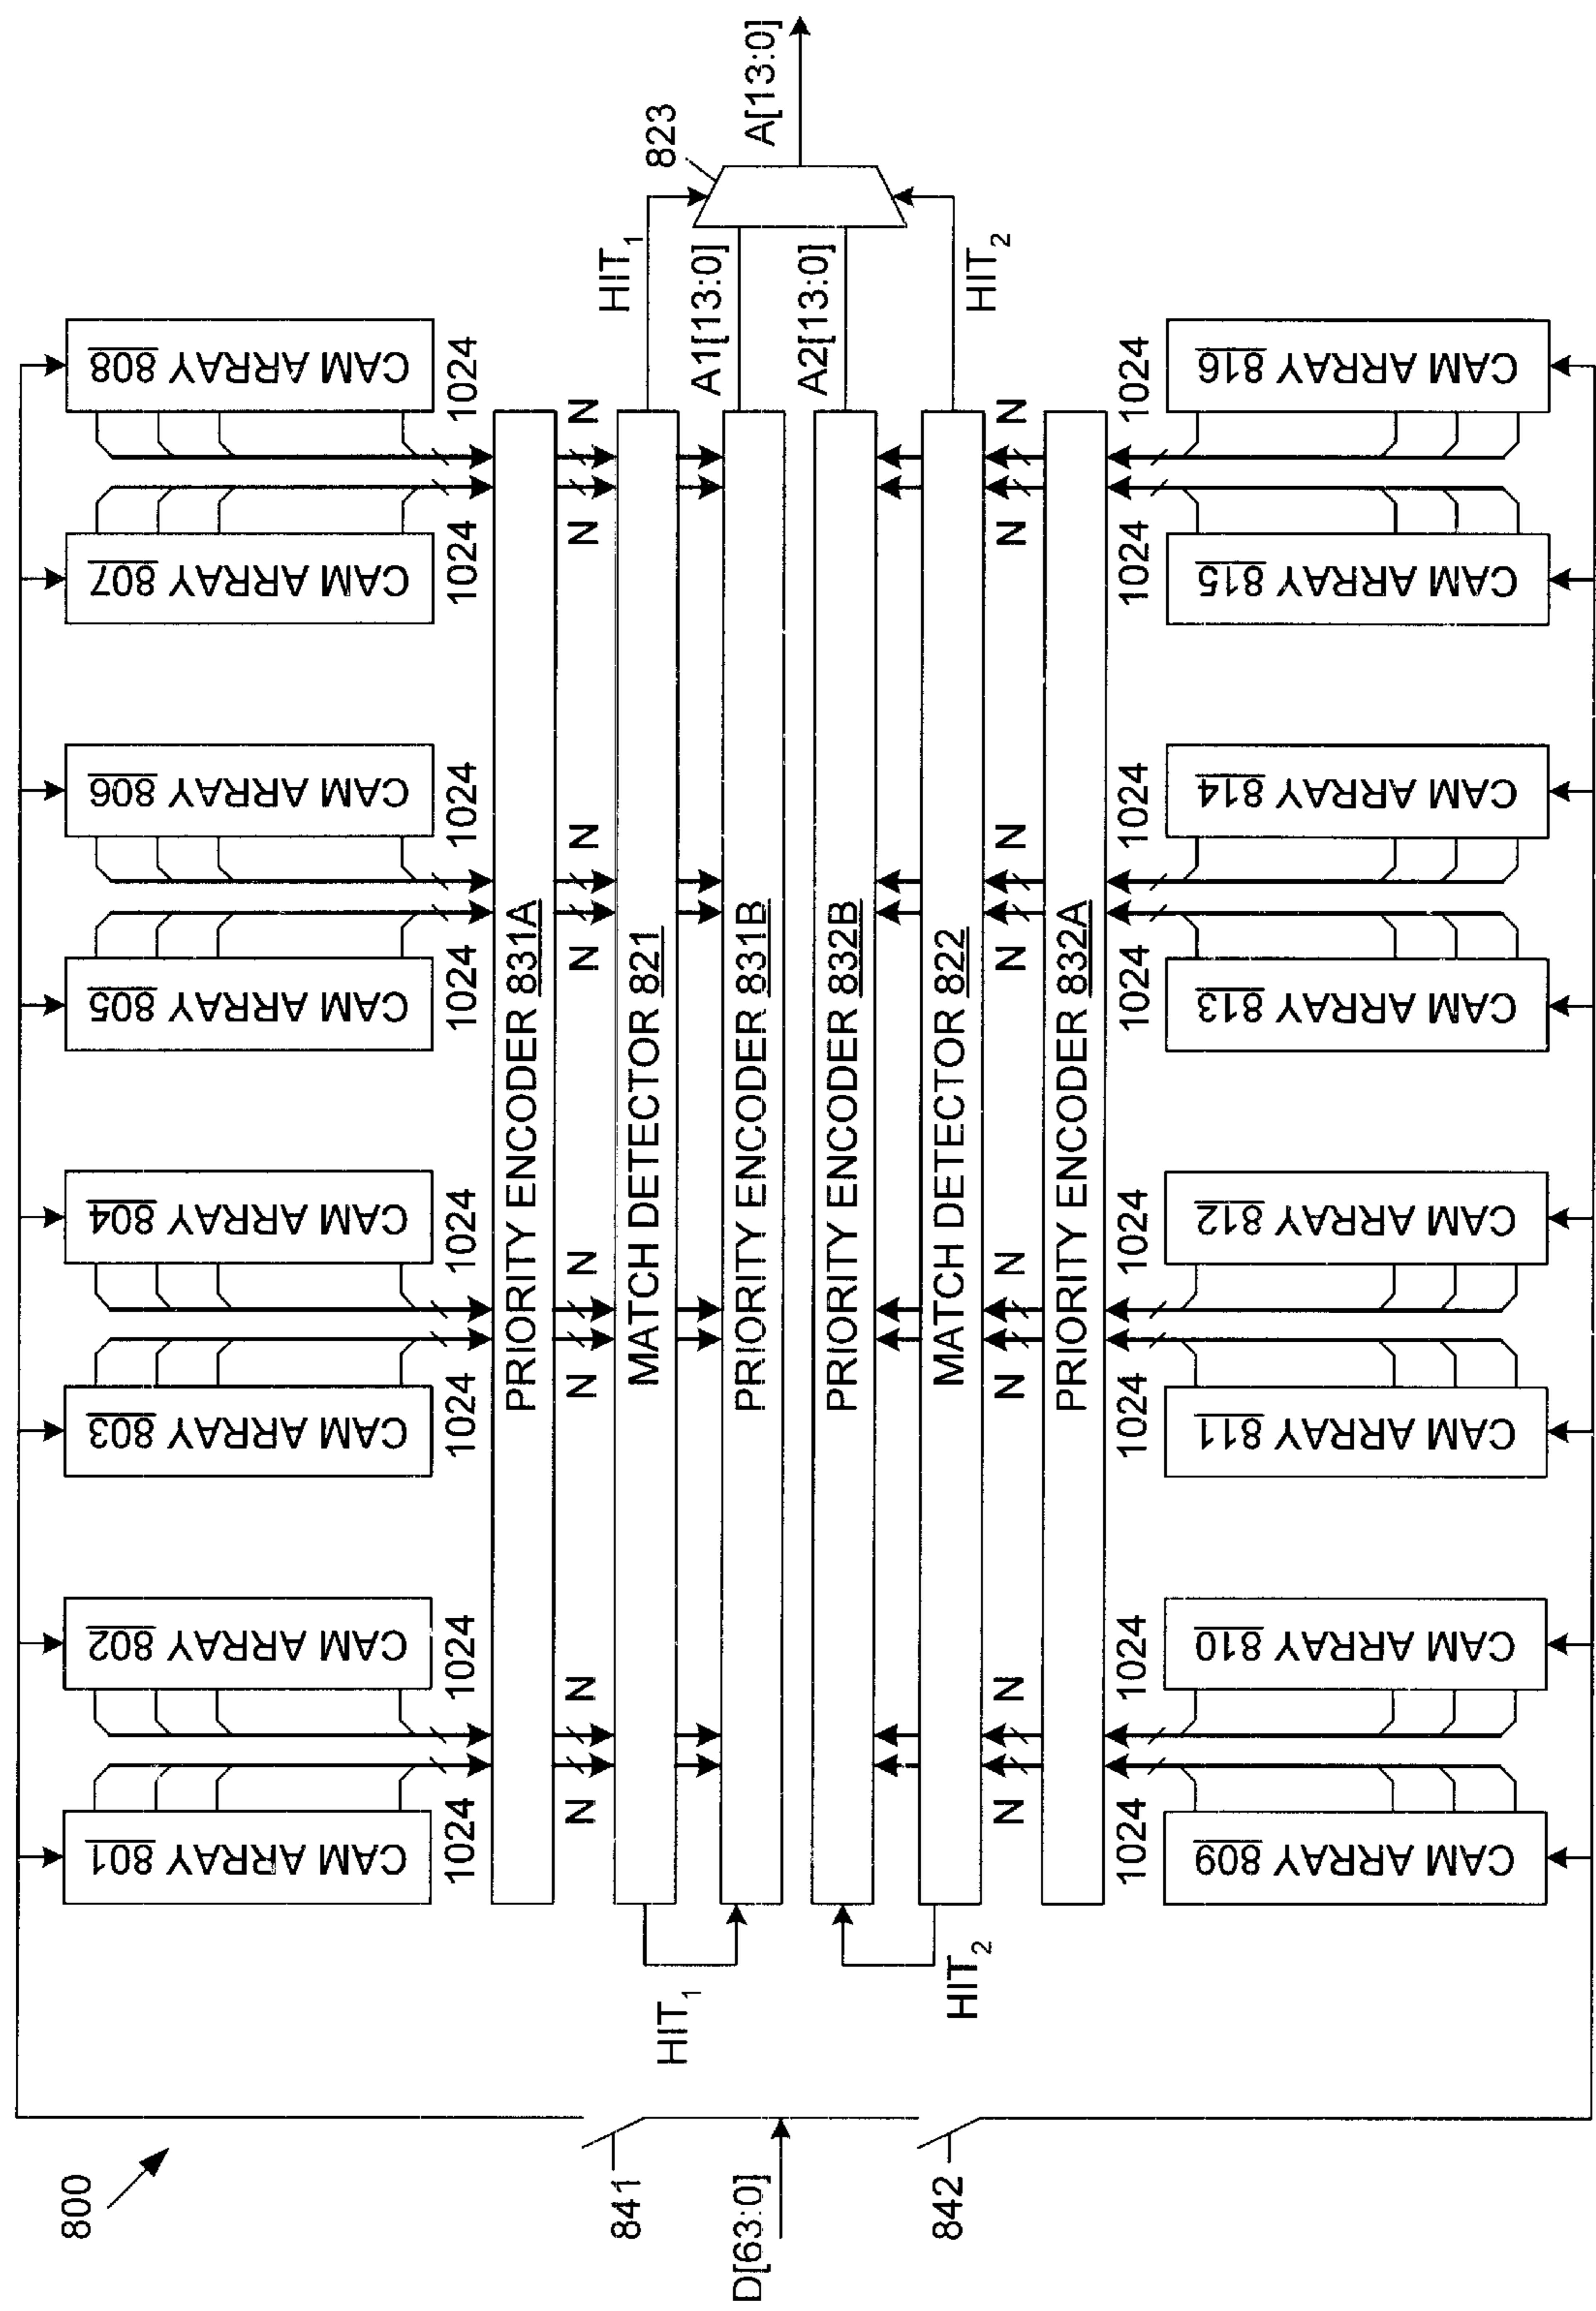 800
CAM ARRAY 801
CAM ARRAY 802
CAM ARRAY 803
CAM ARRAY 804
CAM ARRAY 805
CAM ARRAY 806
CAM ARRAY 807
CAM ARRAY 808
1024
1024
1024
1024
1024
1024
1024
1024
PRIORITY ENCODER 831A
N
N
N
N
N
N
N
N
841
HIT1
MATCH DETECTOR 821
HIT1
823
PRIORITY ENCODER 831B
A1[13:0]
D[63:0]
A[13:0]
PRIORITY ENCODER 832B
A2[13:0]
842
HIT2
MATCH DETECTOR 822
HIT2
N
N
N
N
N
N
N
N
PRIORITY ENCODER 832A
1024
1024
1024
1024
1024
1024
1024
1024
CAM ARRAY 809
CAM ARRAY 810
CAM ARRAY 811
CAM ARRAY 812
CAM ARRAY 813
CAM ARRAY 814
CAM ARRAY 815
CAM ARRAY 816